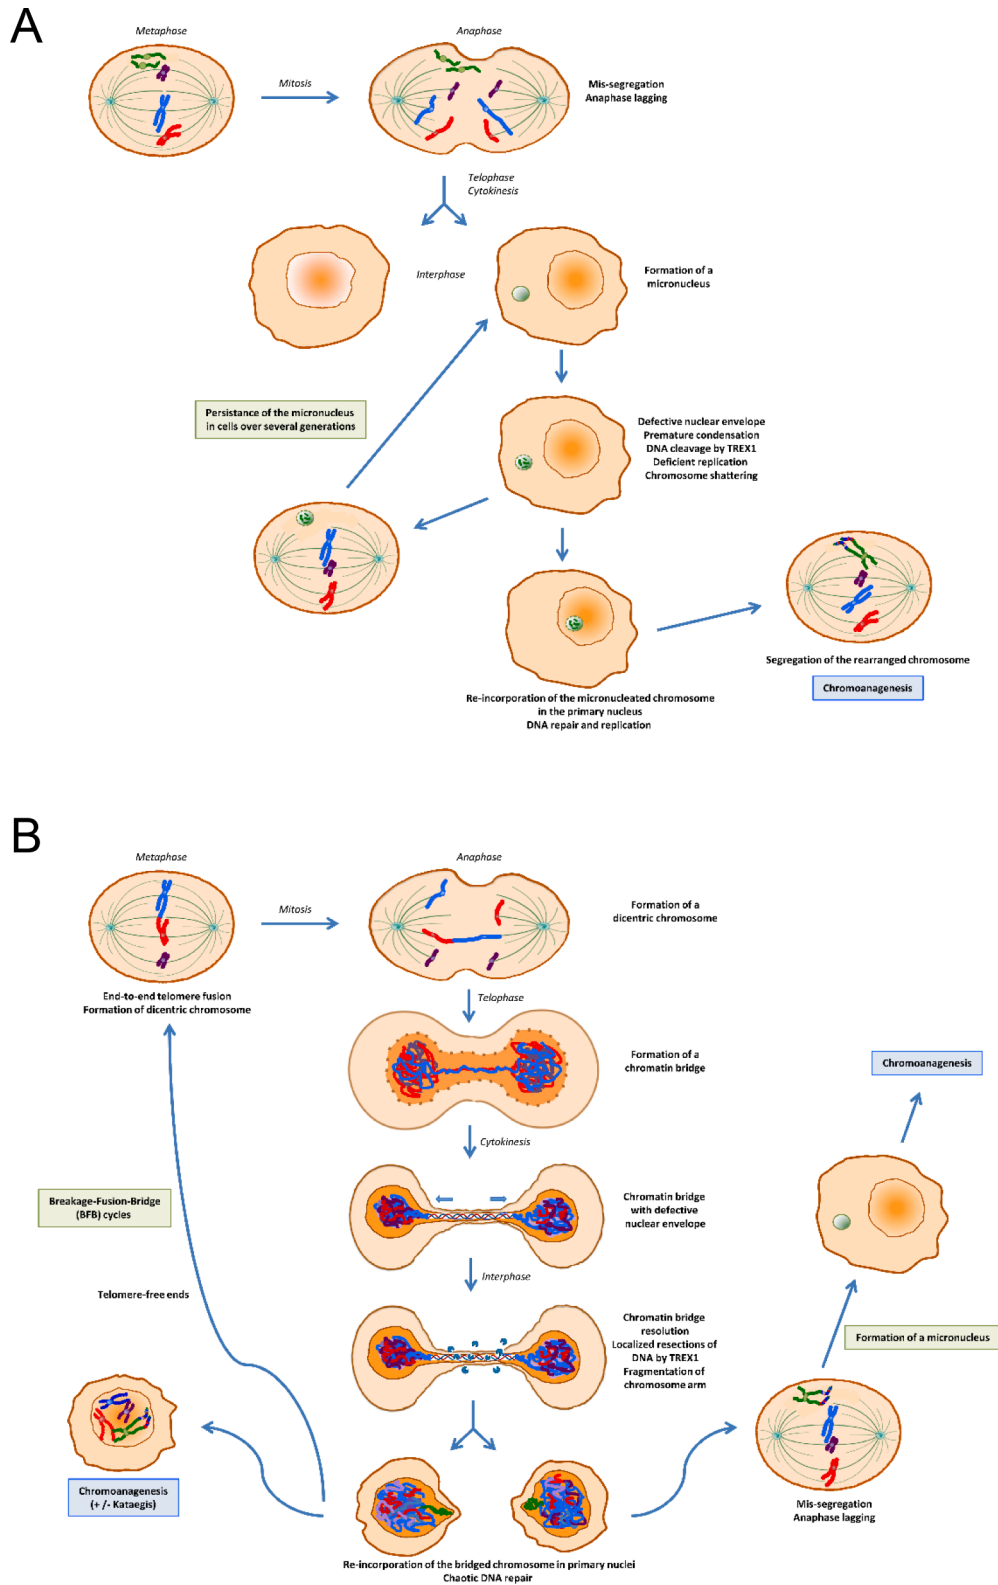 A
Metaphase
Anaphase
Mitosis
Mis-segregation
Anaphase lagging
Telophase
Cytokinesis
Interphase
Formation of a
micronucleus
Persistance of the micronucleus
in cells over several generations
Defective nuclear envelope
Premature condensation
DNA cleavage by TREX1
Deficient replication
Chromosome shattering
Segregation of the rearranged chromosome
Chromoanagenesis
Re-incorporation of the micronucleated chromosome
in the primary nucleus
DNA repair and replication
B
Metaphase
Anaphase
Mitosis
Formation of a
dicentric chromosome
End-to-end telomere fusion
Formation of dicentric chromosome
Telophase
Formation of a
chromatin bridge
Chromoanagenesis
Cytokinesis
Breakage-Fusion-Bridge
(BFB) cycles
Chromatin bridge
with defective
nuclear envelope
Interphase
Telomere-free ends
Chromatin bridge
resolution
Localized resections of
DNA by TREX1
Fragmentation of
chromosome arm
Formation of a micronucleus
Chromoanagenesis
(+ /- Kataegis)
Mis-segregation
Anaphase lagging
Re-incorporation of the bridged chromosome in primary nuclei
Chaotic DNA repair